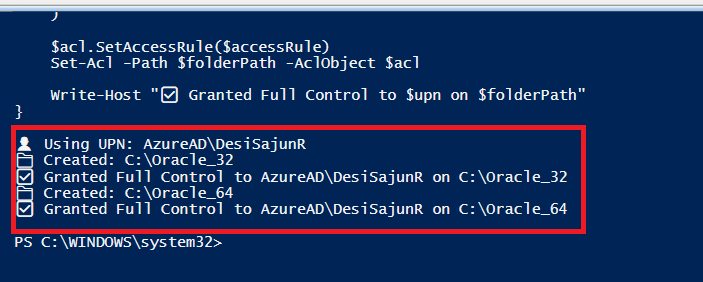 )
$acl.SetAccessRule($accessRule)
Set-Acl -Path $folderPath -AclObject $acl
Write-Host "☑ Granted Full Control to $upn on $folderPath"
}
👤 Using UPN: AzureAD\DesiSajunR
📁 Created: C:\Oracle_32
☑ Granted Full Control to AzureAD\DesiSajunR on C:\Oracle_32
📁 Created: C:\Oracle_64
☑ Granted Full Control to AzureAD\DesiSajunR on C:\Oracle_64
PS C:\WINDOWS\system32>